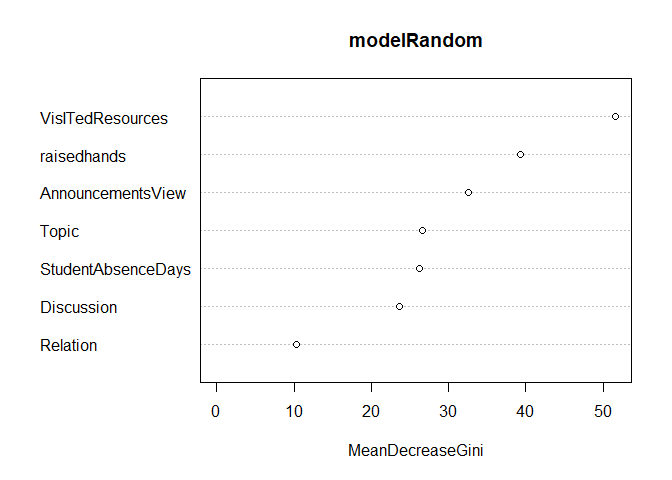 modelRandom
VisITedResources
raisedhands
AnnouncementsView
Topic
StudentAbsenceDays
Discussion
Relation
0 10 20 30 40 50
MeanDecreaseGini